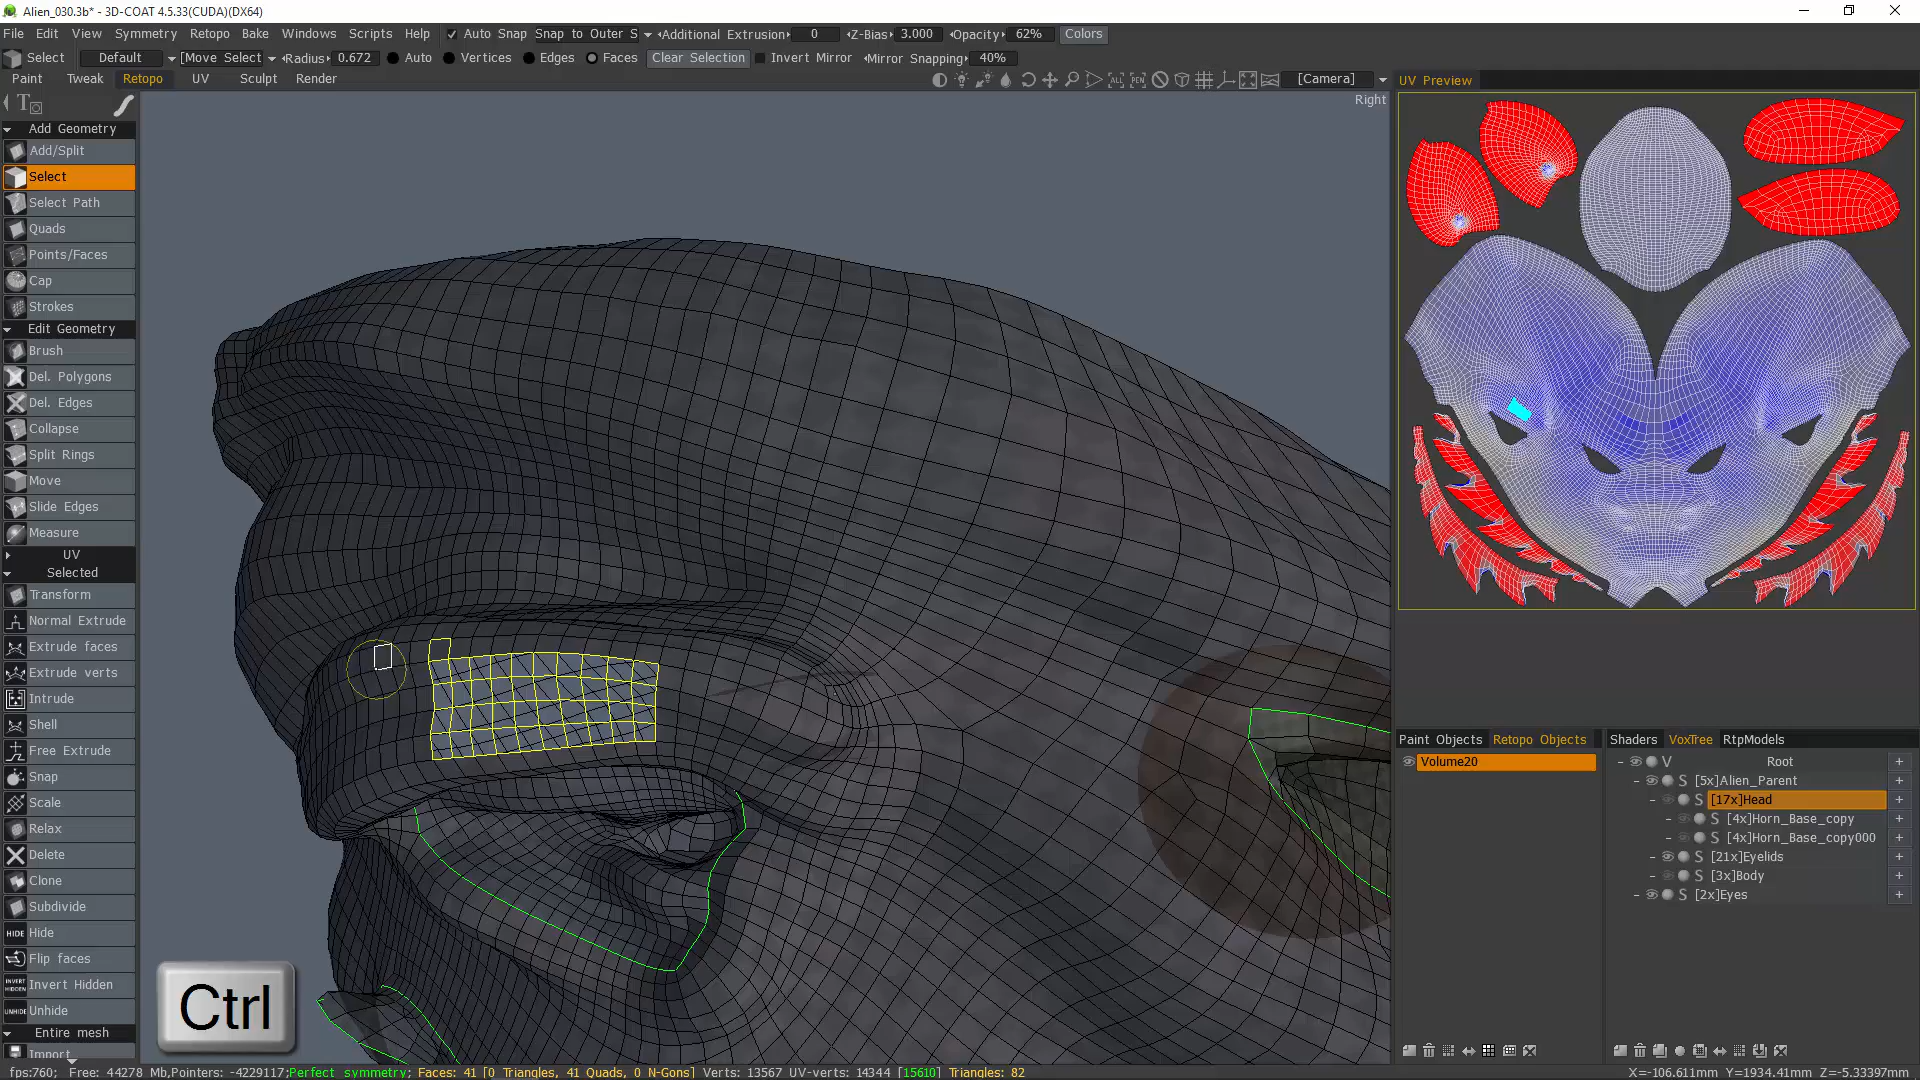 Alien_030.3b* - 3D-COAT 4.5.33(CUDA)(DX64)
File Edit View Symmetry Retopo Bake Windows Scripts Help Auto Snap Snap to Outer S Additional Extrusion 0 Z-Bias 3.000 Opacity 62% Colors
Select Default [Move Select Radius 0.672 Auto Vertices Edges Faces Clear Selection Invert Mirror Mirror Snapping 40%
Paint Tweak Retopo UV Sculpt Render ALL PEN [Camera] UV Preview
Right
Add Geometry
Add/Split
Select
Select Path
Quads
Points/Faces
Cap
Strokes
Edit Geometry
Brush
Del. Polygons
Del. Edges
Collapse
Split Rings
Move
Slide Edges
Measure
UV
Selected
Transform
Normal Extrude
Extrude faces
Extrude verts
Intrude
Shell
Free Extrude
Snap
Scale
Relax
Delete
Clone
Subdivide
HIDE Hide
Flip faces
INVERT HIDDEN Invert Hidden
UNHIDE Unhide
Entire mesh
Import
Ctrl
Paint Objects Retopo Objects
Volume20
Shaders VoxTree RtpModels
V Root +
S [5x]Alien_Parent +
S [17x]Head +
S [4x]Horn_Base_copy +
S [4x]Horn_Base_copy000 +
S [21x]Eyelids +
S [3x]Body +
S [2x]Eyes +
fps:760; Free: 44278 Mb,Pointers: -4229117;Perfect symmetry; Faces: 41 [0 Triangles, 41 Quads, 0 N-Gons] Verts: 13567 UV-verts: 14344 [15610] Triangles: 82 X=-106.611mm Y=1934.41mm Z=-5.33397mm